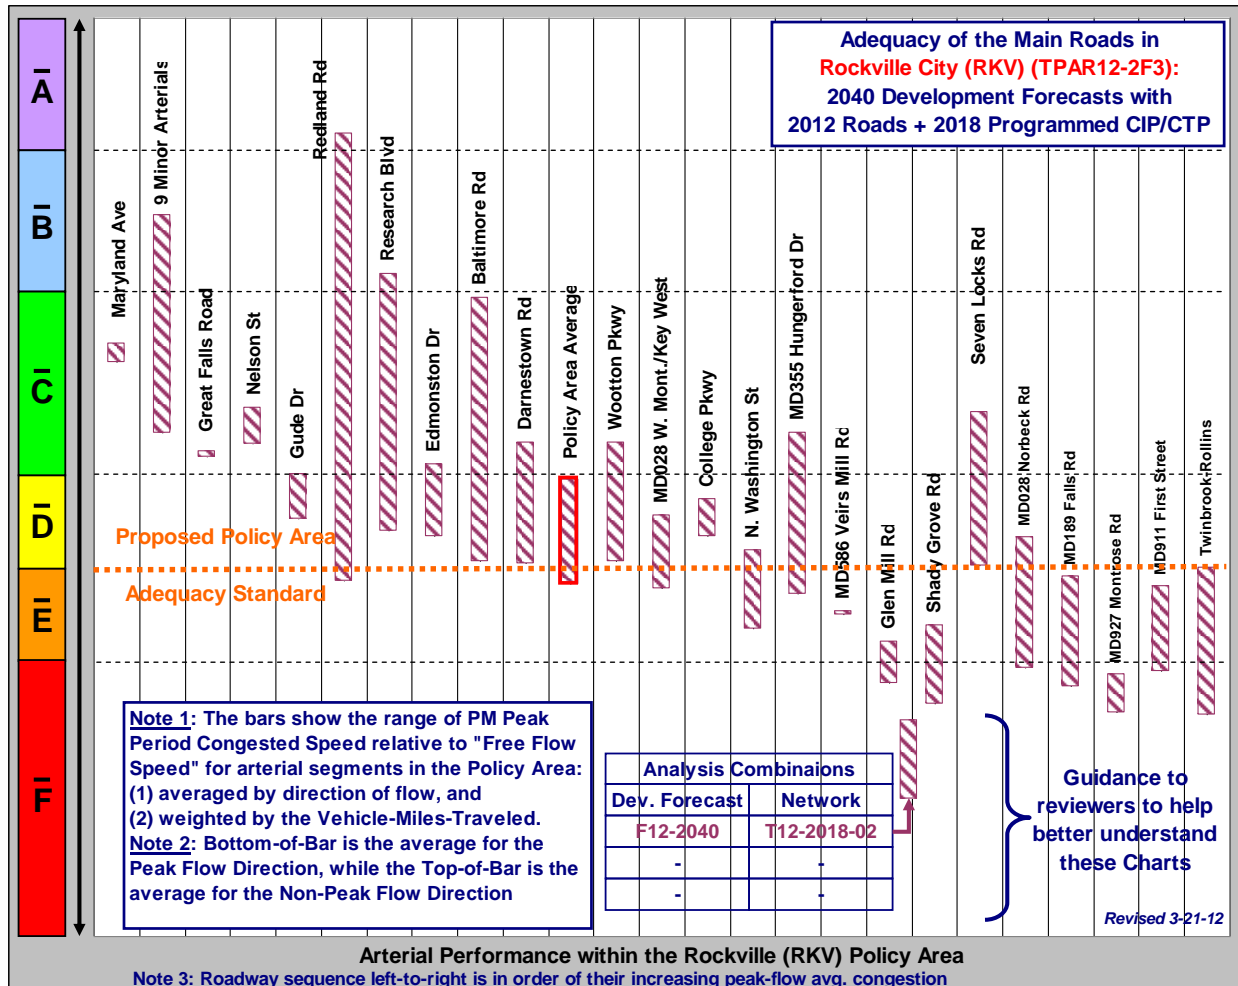 Adequacy of the Main Roads in
Rockville City (RKV) (TPAR12-2F3):
2040 Development Forecasts with
2012 Roads + 2018 Programmed CIP/CTP
A
B
C
D
E
F
Maryland Ave
9 Minor Arterials
Great Falls Road
Nelson St
Gude Dr
Redland Rd
Research Blvd
Edmonston Dr
Baltimore Rd
Darnestown Rd
Policy Area Average
Wootton Pkwy
MD028 W. Mont./Key West
College Pkwy
N. Washington St
MD355 Hungerford Dr
MD586 Veirs Mill Rd
Glen Mill Rd
Shady Grove Rd
Seven Locks Rd
MD028 Norbeck Rd
MD189 Falls Rd
MD927 Montrose Rd
MD911 First Street
Twinbrook-Rollins
Proposed Policy Area
Adequacy Standard
Note 1: The bars show the range of PM Peak
Period Congested Speed relative to "Free Flow
Speed" for arterial segments in the Policy Area:
(1) averaged by direction of flow, and
(2) weighted by the Vehicle-Miles-Traveled.
Note 2: Bottom-of-Bar is the average for the
Peak Flow Direction, while the Top-of-Bar is the
average for the Non-Peak Flow Direction
Analysis Combinaions
Dev. Forecast Network
F12-2040 T12-2018-02
- -
- -
Guidance to
reviewers to help
better understand
these Charts
Revised 3-21-12
Arterial Performance within the Rockville (RKV) Policy Area
Note 3: Roadway sequence left-to-right is in order of their increasing peak-flow avg. congestion